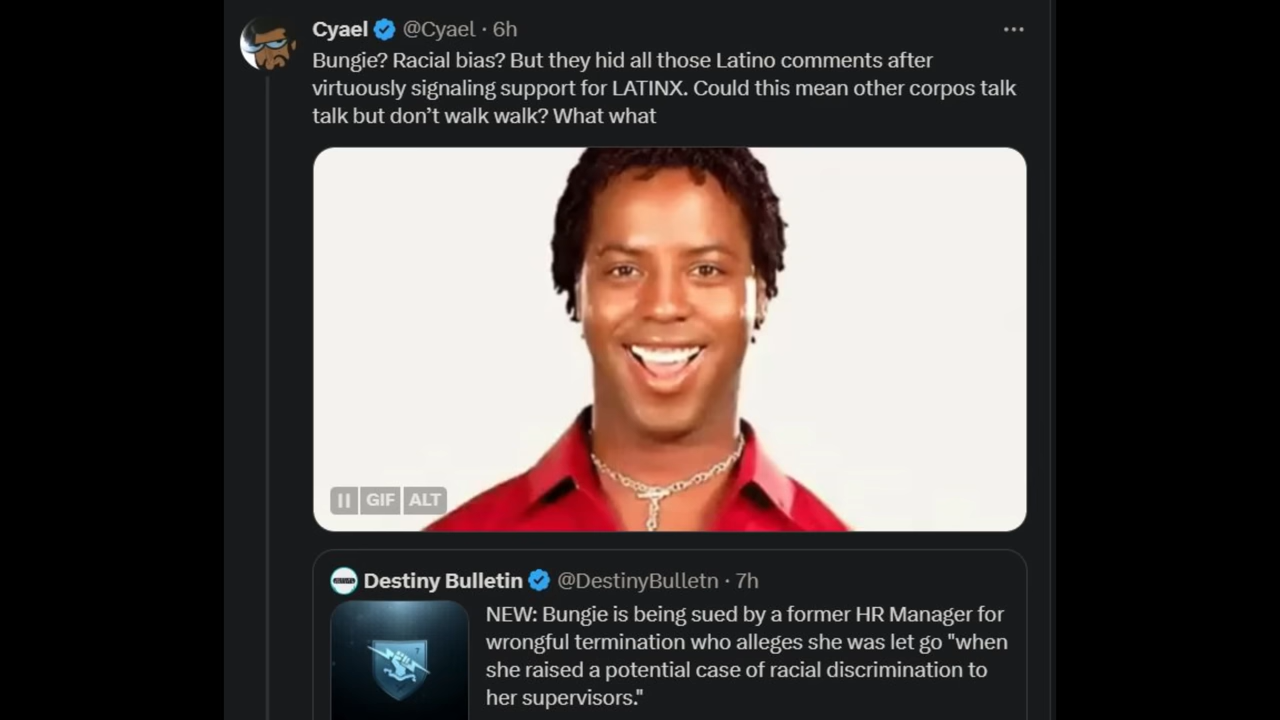 Cyael @Cyael · 6h
Bungie? Racial bias? But they hid all those Latino comments after
virtuously signaling support for LATINX. Could this mean other corpos talk
talk but don’t walk walk? What what
GIF ALT
Destiny Bulletin @DestinyBulletn · 7h
NEW: Bungie is being sued by a former HR Manager for
wrongful termination who alleges she was let go "when
she raised a potential case of racial discrimination to
her supervisors."